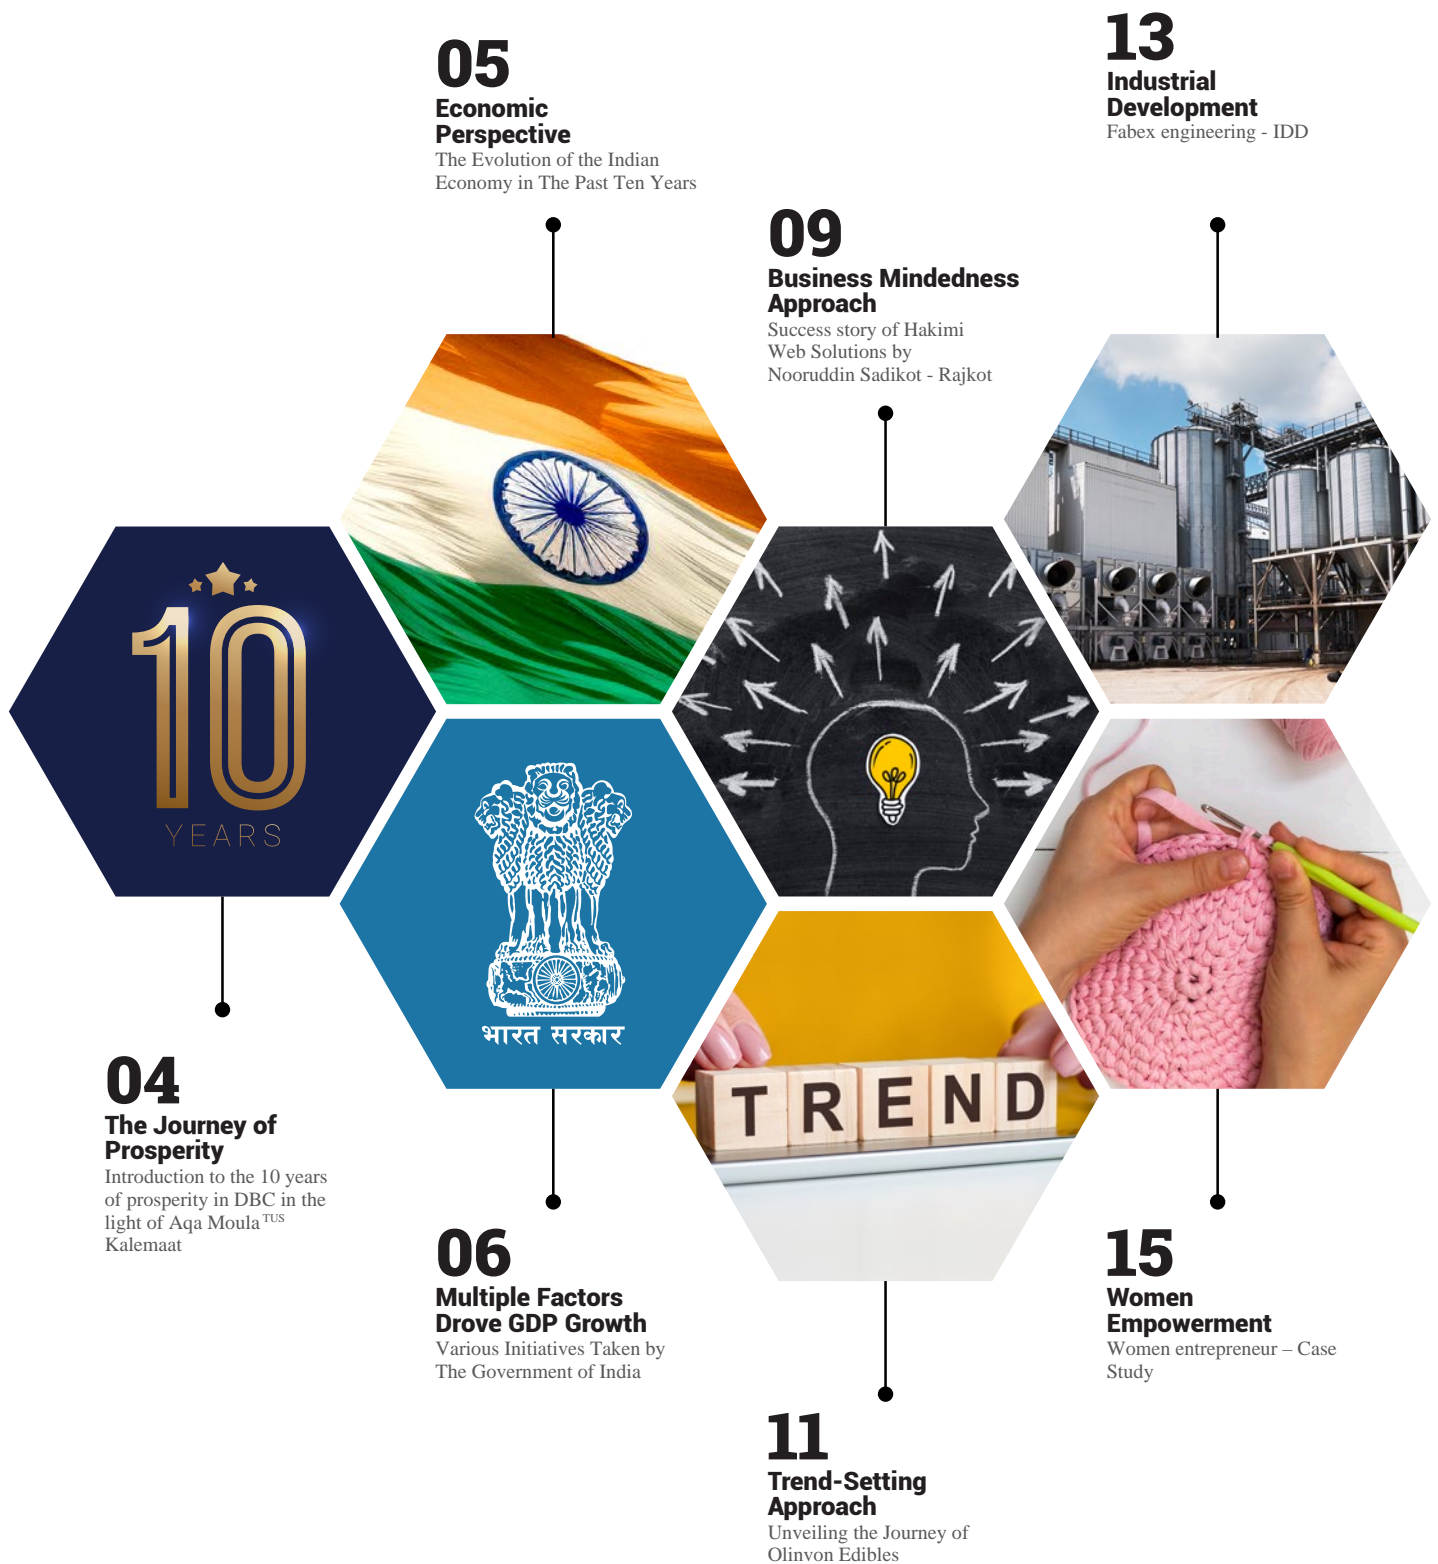 05
Economic
Perspective
The Evolution of the Indian
Economy in The Past Ten Years
13
Industrial
Development
Fabex engineering - IDD
09
Business Mindedness
Approach
Success story of Hakimi
Web Solutions by
Nooruddin Sadikot - Rajkot
10
YEARS
भारत सरकार
TREND
04
The Journey of
Prosperity
Introduction to the 10 years
of prosperity in DBC in the
light of Aqa Moula TUS
Kalemaat
06
Multiple Factors
Drove GDP Growth
Various Initiatives Taken by
The Government of India
15
Women
Empowerment
Women entrepreneur – Case
Study
11
Trend-Setting
Approach
Unveiling the Journey of
Olinvon Edibles